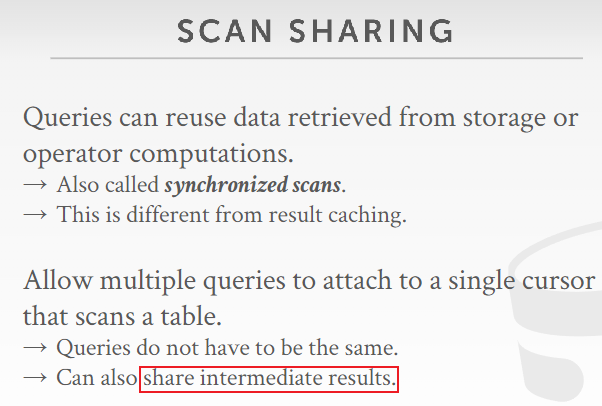 SCAN SHARING
Queries can reuse data retrieved from storage or
operator computations.
→ Also called synchronized scans.
→ This is different from result caching.
Allow multiple queries to attach to a single cursor
that scans a table.
→ Queries do not have to be the same.
→ Can also share intermediate results.